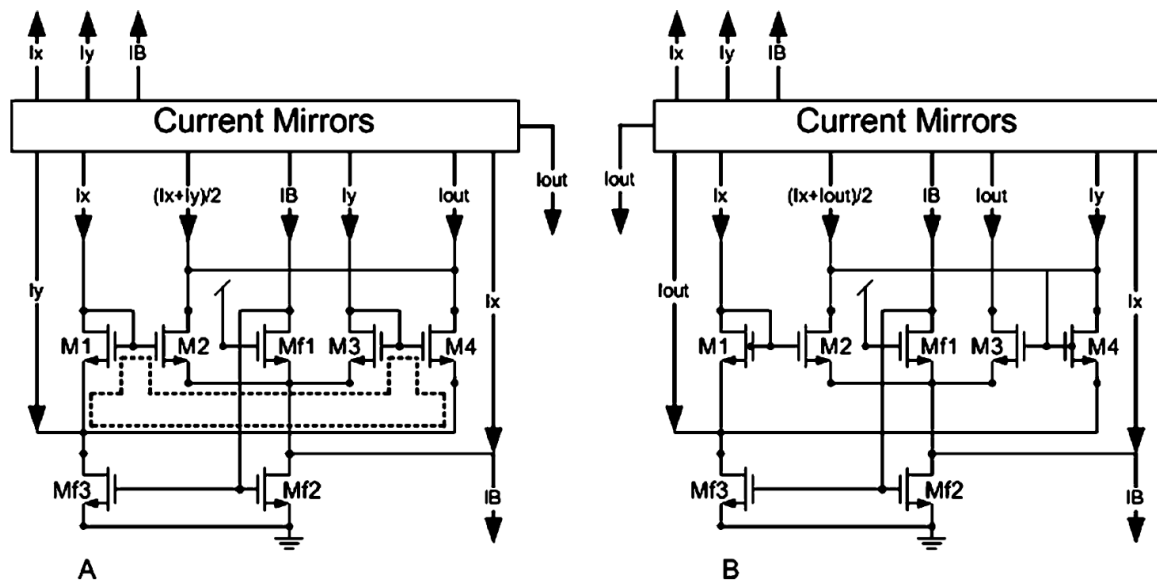 Ix Iy IB Ix Iy IB
Current Mirrors Current Mirrors
Iout Iout
Ix (Ix+Iy)/2 IB Iy Iout Ix (Ix+Iout)/2 IB Iout Iy
Iy Ix Iout Ix
M1 M2 Mf1 M3 M4 M1 M2 Mf1 M3 M4
Mf3 Mf2 IB Mf3 Mf2 IB
A B